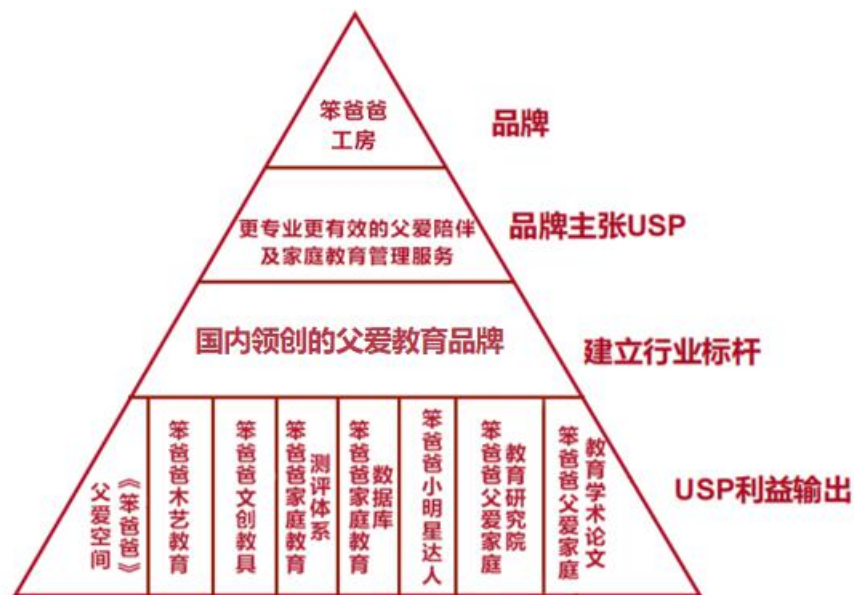 笨爸爸
工房
品牌
更专业更有效的父爱陪伴
及家庭教育管理服务
品牌主张USP
国内领创的父爱教育品牌
建立行业标杆
《笨爸爸》
父爱空间
笨爸爸木艺教育
笨爸爸文创教具
笨爸爸家庭教育
测评体系
笨爸爸家庭教育
数据库
笨爸爸小明星达人
笨爸爸父爱家庭
教育研究院
笨爸爸父爱家庭
教育学术论文
USP利益输出